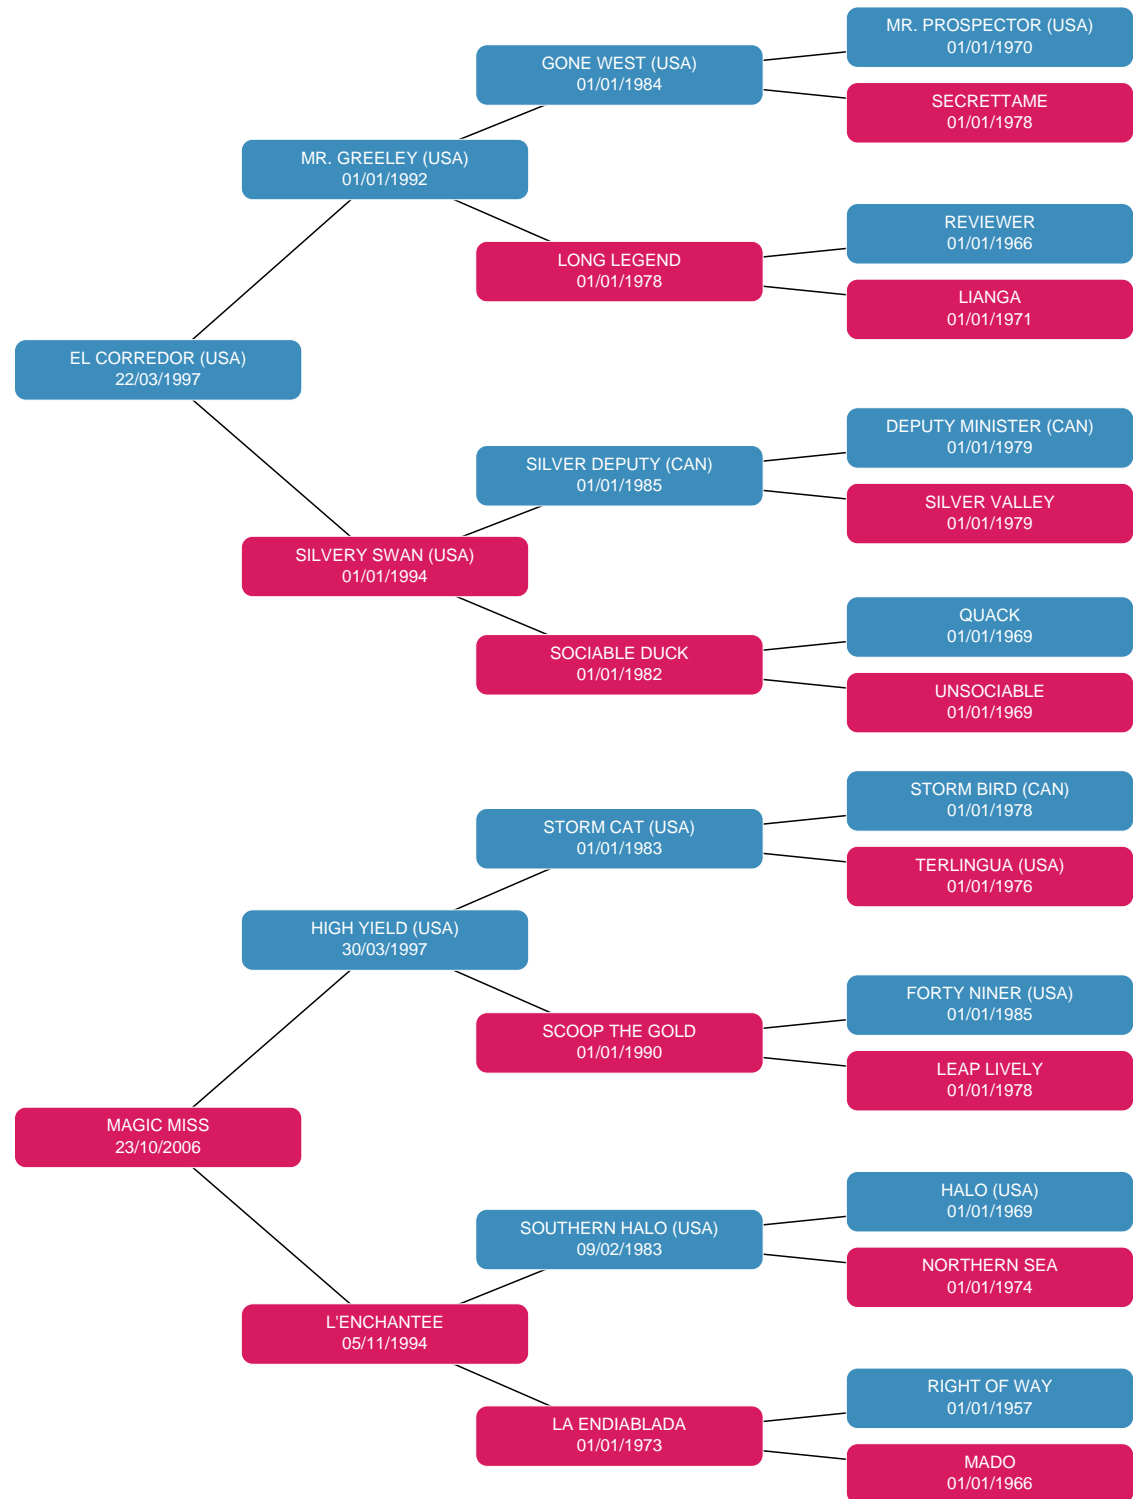 MR. PROSPECTOR (USA)
01/01/1970
GONE WEST (USA)
01/01/1984
SECRETTAME
01/01/1978
MR. GREELEY (USA)
01/01/1992
REVIEWER
01/01/1966
LONG LEGEND
01/01/1978
LIANGA
01/01/1971
EL CORREDOR (USA)
22/03/1997
DEPUTY MINISTER (CAN)
01/01/1979
SILVER DEPUTY (CAN)
01/01/1985
SILVER VALLEY
01/01/1979
SILVERY SWAN (USA)
01/01/1994
QUACK
01/01/1969
SOCIABLE DUCK
01/01/1982
UNSOCIABLE
01/01/1969
STORM BIRD (CAN)
01/01/1978
STORM CAT (USA)
01/01/1983
TERLINGUA (USA)
01/01/1976
HIGH YIELD (USA)
30/03/1997
FORTY NINER (USA)
01/01/1985
SCOOP THE GOLD
01/01/1990
LEAP LIVELY
01/01/1978
MAGIC MISS
23/10/2006
HALO (USA)
01/01/1969
SOUTHERN HALO (USA)
09/02/1983
NORTHERN SEA
01/01/1974
L'ENCHANTEE
05/11/1994
RIGHT OF WAY
01/01/1957
LA ENDIABLADA
01/01/1973
MADO
01/01/1966